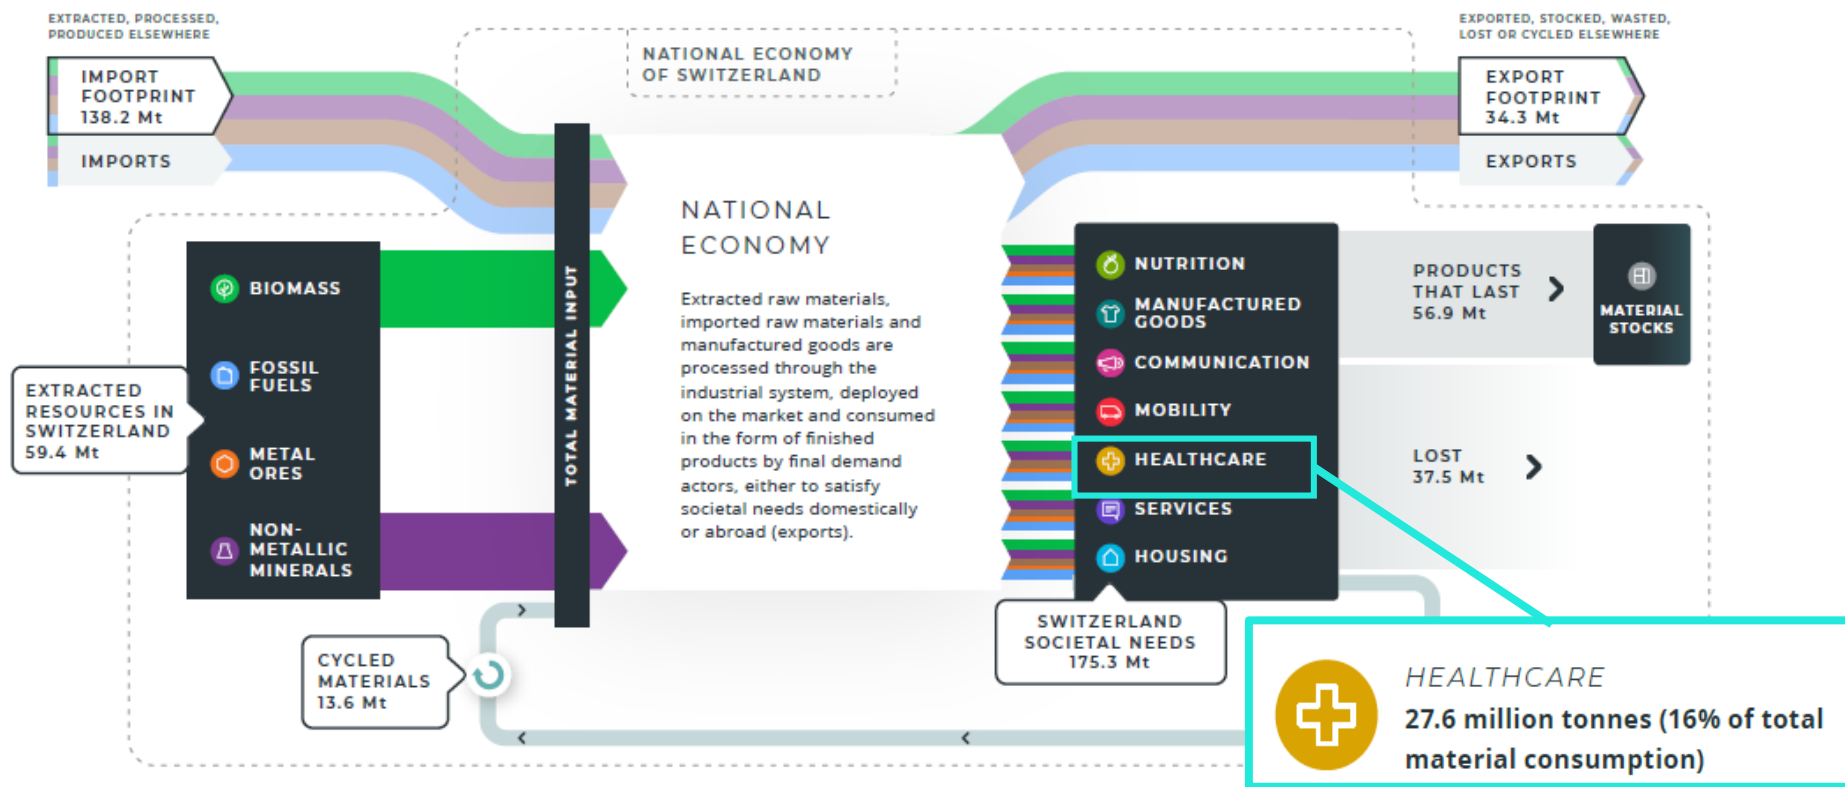 EXTRACTED, PROCESSED,
PRODUCED ELSEWHERE
IMPORT
FOOTPRINT
138.2 Mt
IMPORTS
NATIONAL ECONOMY
OF SWITZERLAND
EXPORTED, STOCKED, WASTED,
LOST OR CYCLED ELSEWHERE
EXPORT
FOOTPRINT
34.3 Mt
EXPORTS
EXTRACTED
RESOURCES IN
SWITZERLAND
59.4 Mt
BIOMASS
FOSSIL
FUELS
METAL
ORES
NON-
METALLIC
MINERALS
TOTAL MATERIAL INPUT
NATIONAL
ECONOMY
Extracted raw materials,
imported raw materials and
manufactured goods are
processed through the
industrial system, deployed
on the market and consumed
in the form of finished
products by final demand
actors, either to satisfy
societal needs domestically
or abroad (exports).
NUTRITION
MANUFACTURED
GOODS
COMMUNICATION
MOBILITY
HEALTHCARE
SERVICES
HOUSING
PRODUCTS
THAT LAST
56.9 Mt
MATERIAL
STOCKS
LOST
37.5 Mt
CYCLED
MATERIALS
13.6 Mt
SWITZERLAND
SOCIETAL NEEDS
175.3 Mt
HEALTHCARE
27.6 million tonnes (16% of total
material consumption)